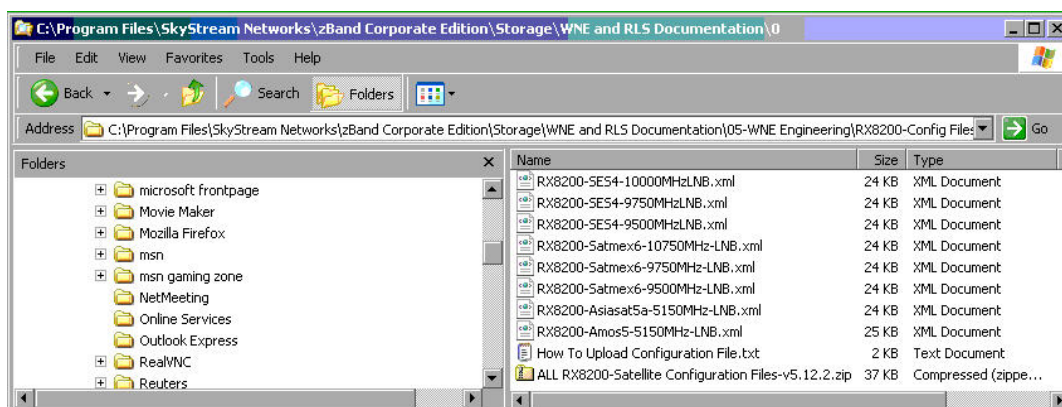 C:\Program Files\SkyStream Networks\zBand Corporate Edition\Storage\WNE and RLS Documentation\0
File Edit View Favorites Tools Help
Back Search Folders
Address C:\Program Files\SkyStream Networks\zBand Corporate Edition\Storage\WNE and RLS Documentation\05-WNE Engineering\RX8200-Config Files Go
Folders
microsoft frontpage
Movie Maker
Mozilla Firefox
msn
msn gaming zone
NetMeeting
Online Services
Outlook Express
RealVNC
Reuters
Name Size Type
RX8200-SES4-10000MHzLNB.xml 24 KB XML Document
RX8200-SES4-9750MHzLNB.xml 24 KB XML Document
RX8200-SES4-9500MHzLNB.xml 24 KB XML Document
RX8200-Satmex6-10750MHz-LNB.xml 24 KB XML Document
RX8200-Satmex6-9750MHz-LNB.xml 24 KB XML Document
RX8200-Satmex6-9500MHz-LNB.xml 24 KB XML Document
RX8200-Asiasat5a-5150MHz-LNB.xml 24 KB XML Document
RX8200-Amos5-5150MHz-LNB.xml 25 KB XML Document
How To Upload Configuration File.txt 2 KB Text Document
ALL RX8200-Satellite Configuration Files-v5.12.2.zip 37 KB Compressed (zippe...